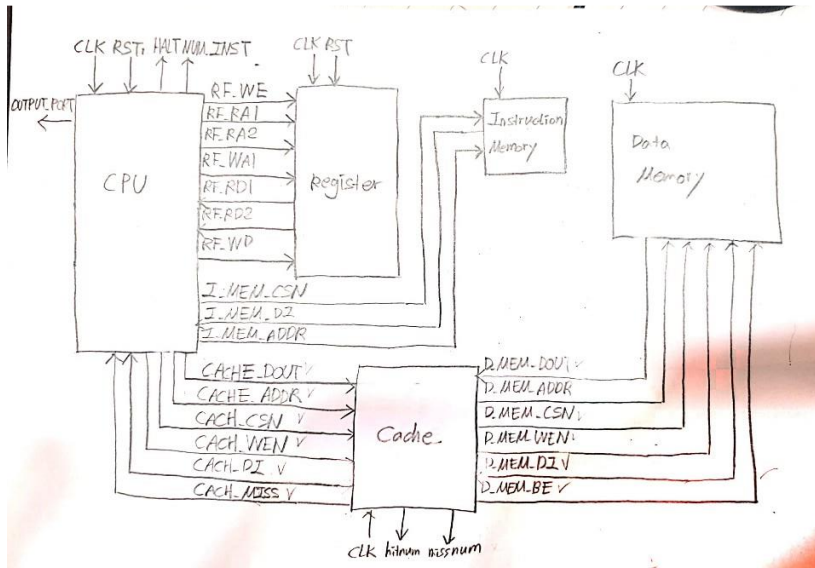 CLK RST HALT NUM_INST
OUTPUT_PORT
CPU
RF_WE
RF_RA1
RF_RA2
RF_WA1
RF_RD1
RF_RD2
RF_WD
CLK RST
Register
CLK
Instruction
Memory
CLK
Data
Memory
I_MEM_CSN
I_MEM_DI
I_MEM_ADDR
CACHE_DOUT ✓
CACHE_ADDR ✓
CACH_CSN ✓
CACH_WEN ✓
CACH_DI ✓
CACH_MISS ✓
Cache
D_MEM_DOUT ✓
D_MEM_ADDR
D_MEM_CSN ✓
D_MEM_WEN ✓
D_MEM_DI ✓
D_MEM_BE ✓
CLK hitnum missnum